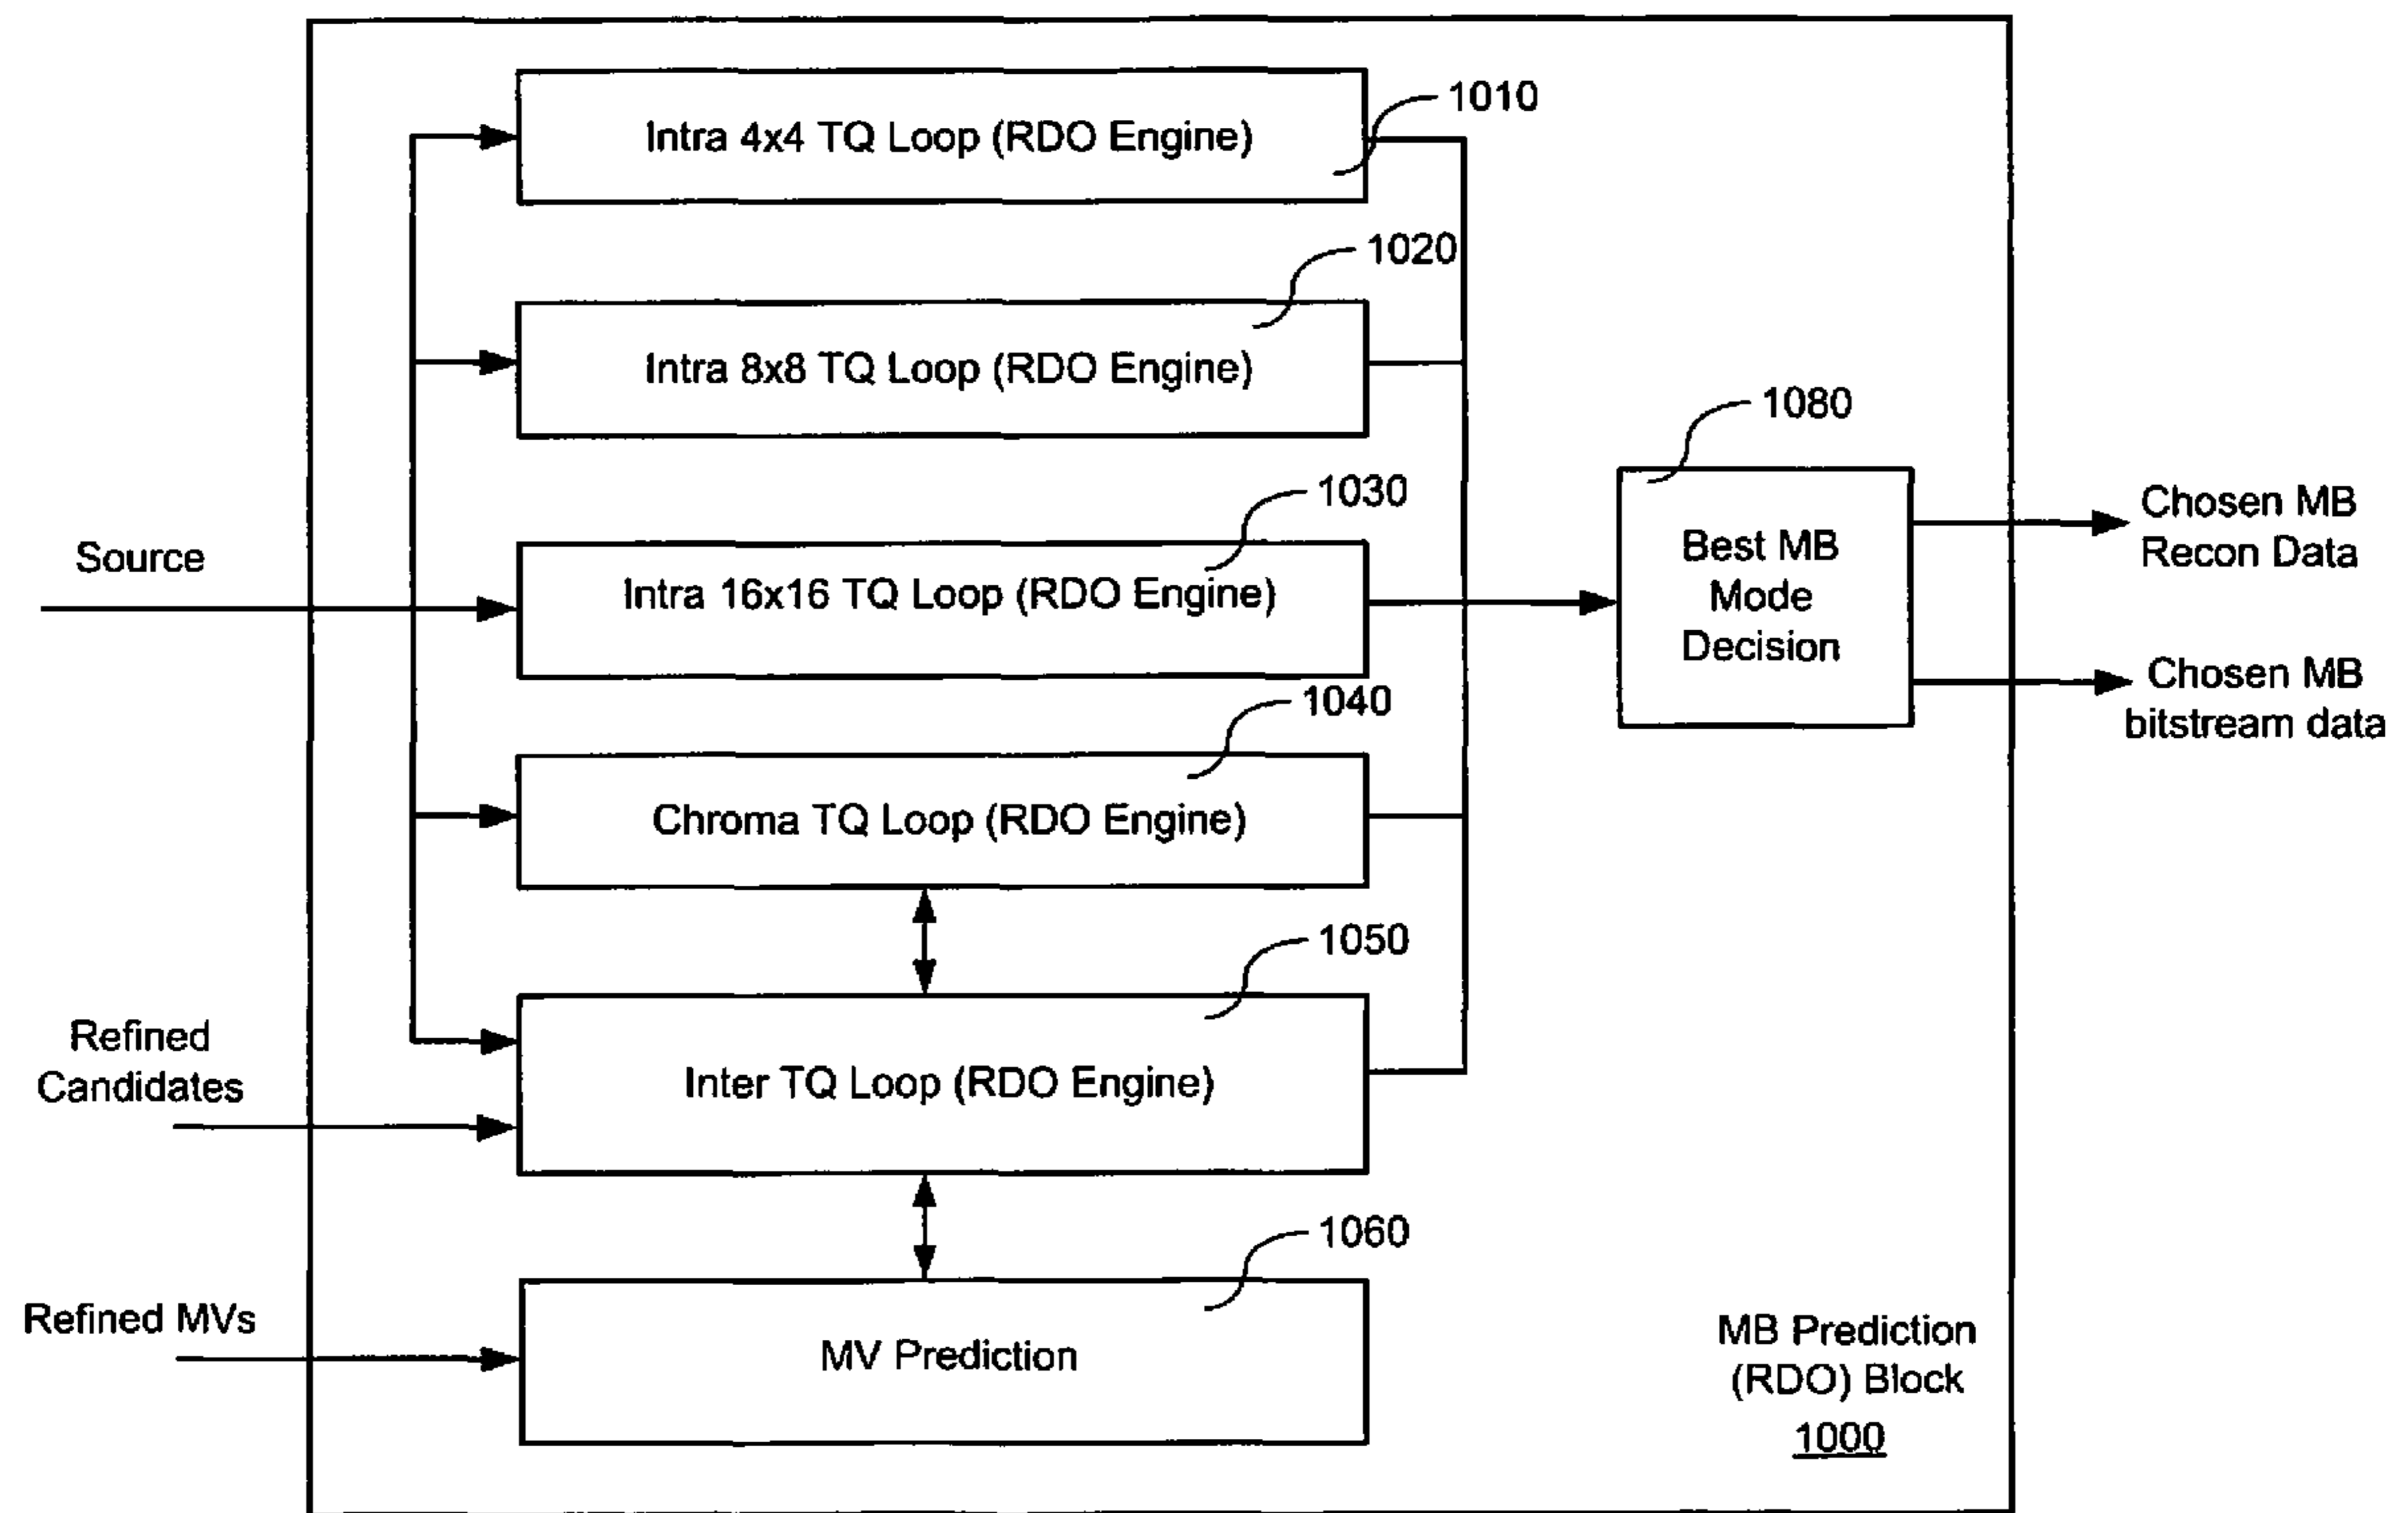 1010
Intra 4x4 TQ Loop (RDO Engine)
1020
Intra 8x8 TQ Loop (RDO Engine)
1080
1030
Chosen MB
Recon Data
Source
Intra 16x16 TQ Loop (RDO Engine)
Best MB
Mode
Decision
1040
Chosen MB
bitstream data
Chroma TQ Loop (RDO Engine)
1050
Refined
Candidates
Inter TQ Loop (RDO Engine)
1060
Refined MVs
MV Prediction
MB Prediction
(RDO) Block
1000